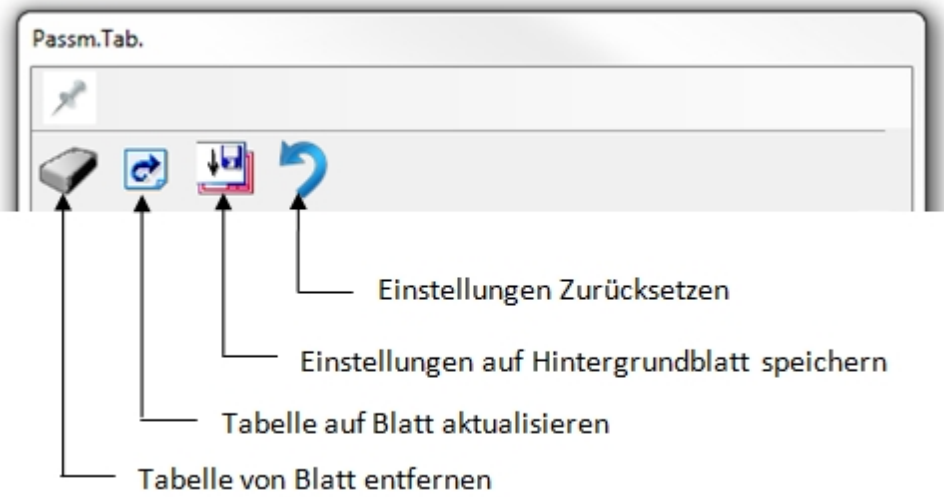 Passm.Tab.
Einstellungen Zurücksetzen
Einstellungen auf Hintergrundblatt speichern
Tabelle auf Blatt aktualisieren
Tabelle von Blatt entfernen